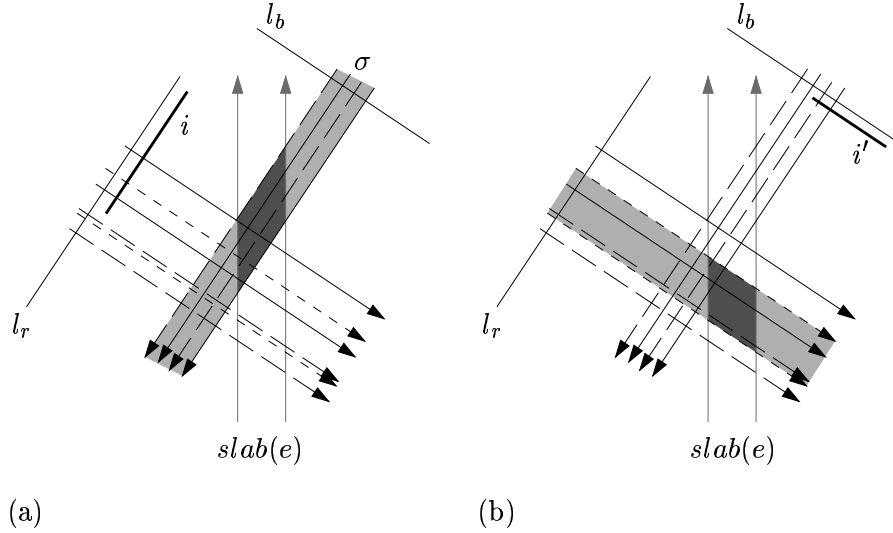 l_b
σ
i
l_r
slab(e)
(a)
l_b
i'
l_r
slab(e)
(b)